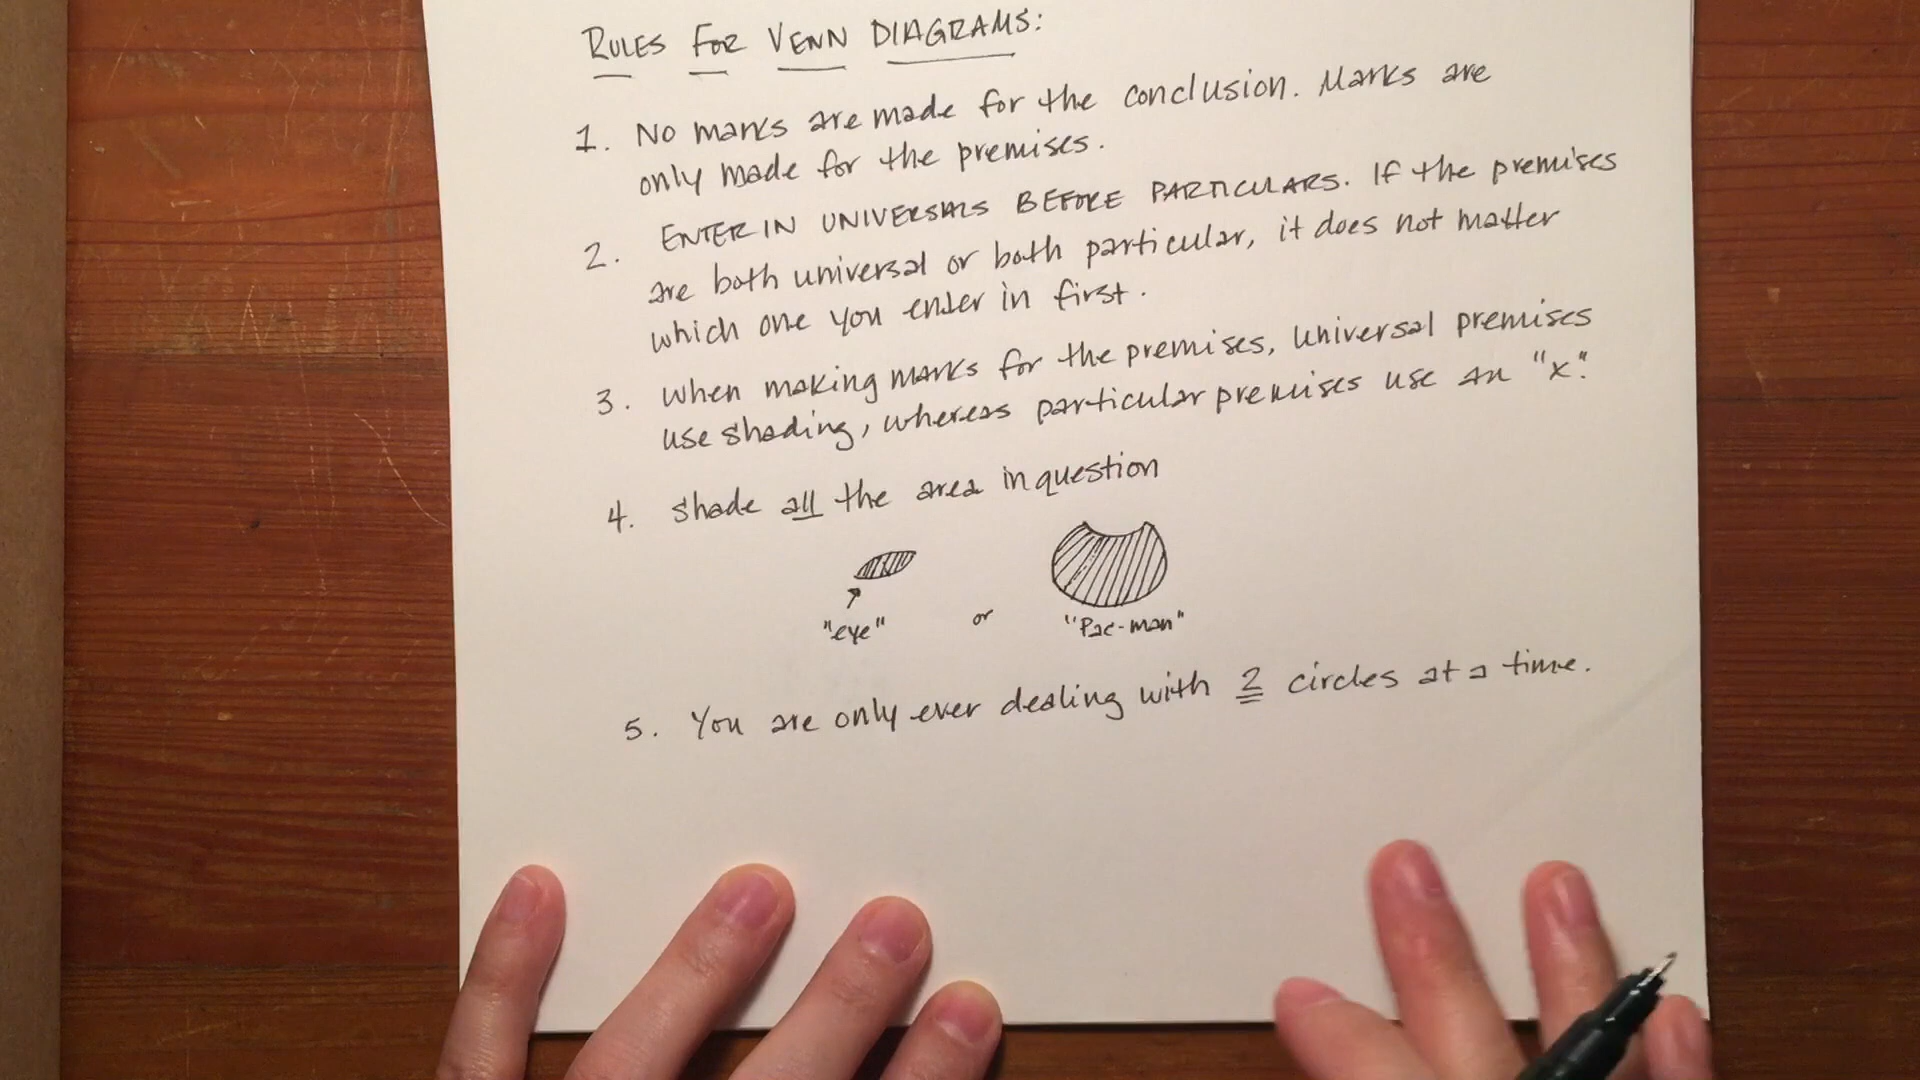 RULES FOR VENN DIAGRAMS:
1. No marks are made for the conclusion. Marks are
only made for the premises.
2. ENTER IN UNIVERSALS BEFORE PARTICULARS. If the premises
are both universal or both particular, it does not matter
which one you enter in first.
3. When making marks for the premises, universal premises
use shading, whereas particular premises use an "x".
4. Shade all the area in question
"eye" or "Pac-man"
5. You are only ever dealing with 2 circles at a time.